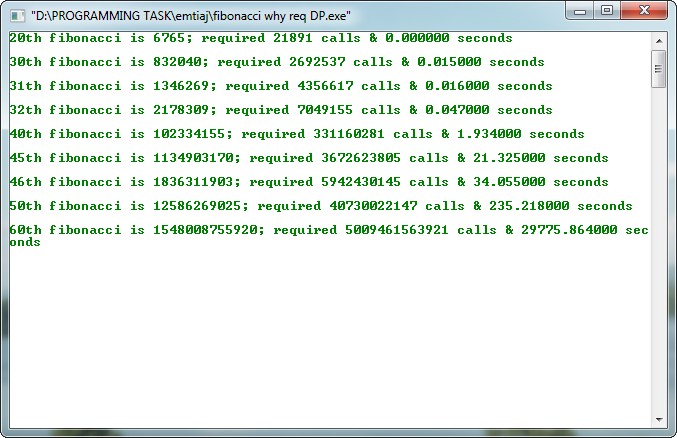 "D:\PROGRAMMING TASK\emtiaj\fibonacci why req DP.exe"
20th fibonacci is 6765; required 21891 calls & 0.000000 seconds
30th fibonacci is 832040; required 2692537 calls & 0.015000 seconds
31th fibonacci is 1346269; required 4356617 calls & 0.016000 seconds
32th fibonacci is 2178309; required 7049155 calls & 0.047000 seconds
40th fibonacci is 102334155; required 331160281 calls & 1.934000 seconds
45th fibonacci is 1134903170; required 3672623805 calls & 21.325000 seconds
46th fibonacci is 1836311903; required 5942430145 calls & 34.055000 seconds
50th fibonacci is 12586269025; required 40730022147 calls & 235.218000 seconds
60th fibonacci is 1548008755920; required 5009461563921 calls & 29775.864000 sec
onds